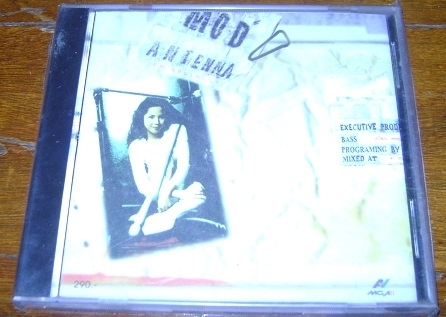 MOD'
ANTENNA
EXECUTIVE PROD
BASS
PROGRAMING BY
MIXED AT
290.-